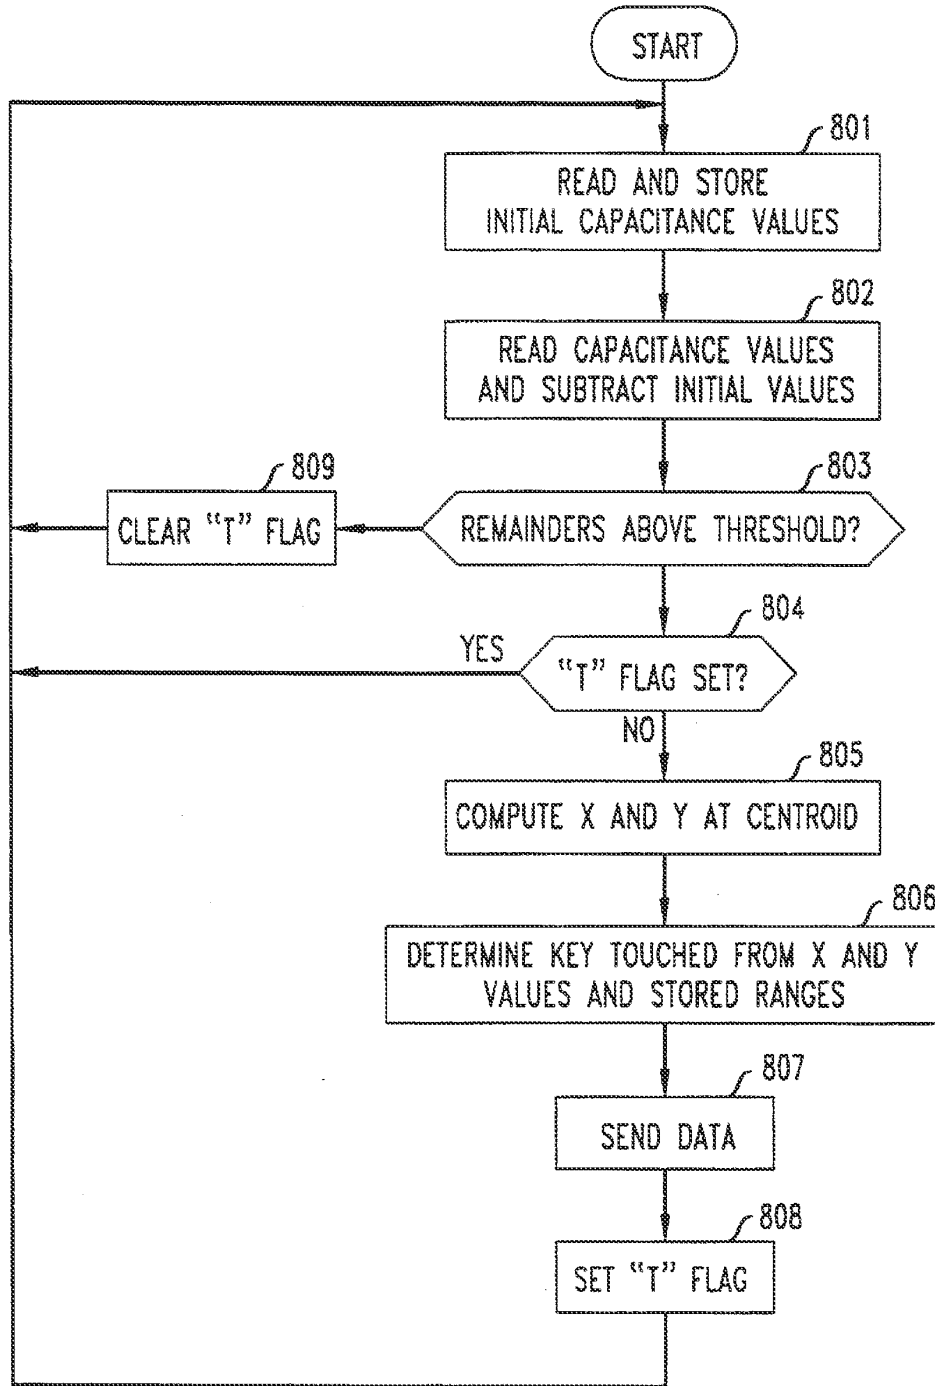 START
801
READ AND STORE
INITIAL CAPACITANCE VALUES
802
READ CAPACITANCE VALUES
AND SUBTRACT INITIAL VALUES
809
CLEAR “T” FLAG
803
REMAINDERS ABOVE THRESHOLD?
804
YES
“T” FLAG SET?
NO
805
COMPUTE X AND Y AT CENTROID
806
DETERMINE KEY TOUCHED FROM X AND Y
VALUES AND STORED RANGES
807
SEND DATA
808
SET “T” FLAG